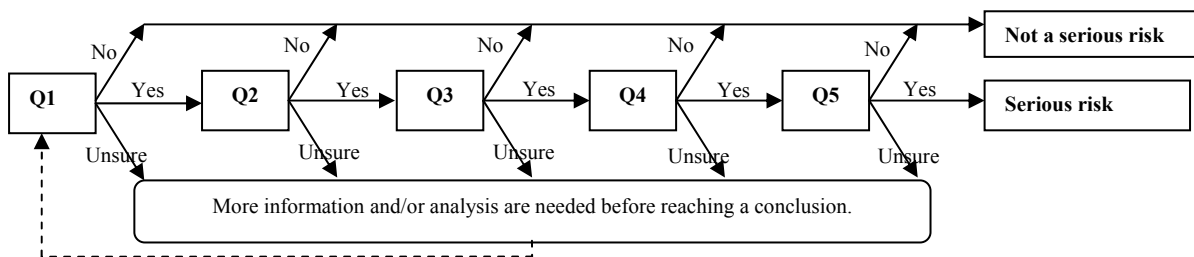 No No No No No Not a serious risk
Q1 Yes Q2 Yes Q3 Yes Q4 Yes Q5 Yes Serious risk
Unsure Unsure Unsure Unsure Unsure
More information and/or analysis are needed before reaching a conclusion.